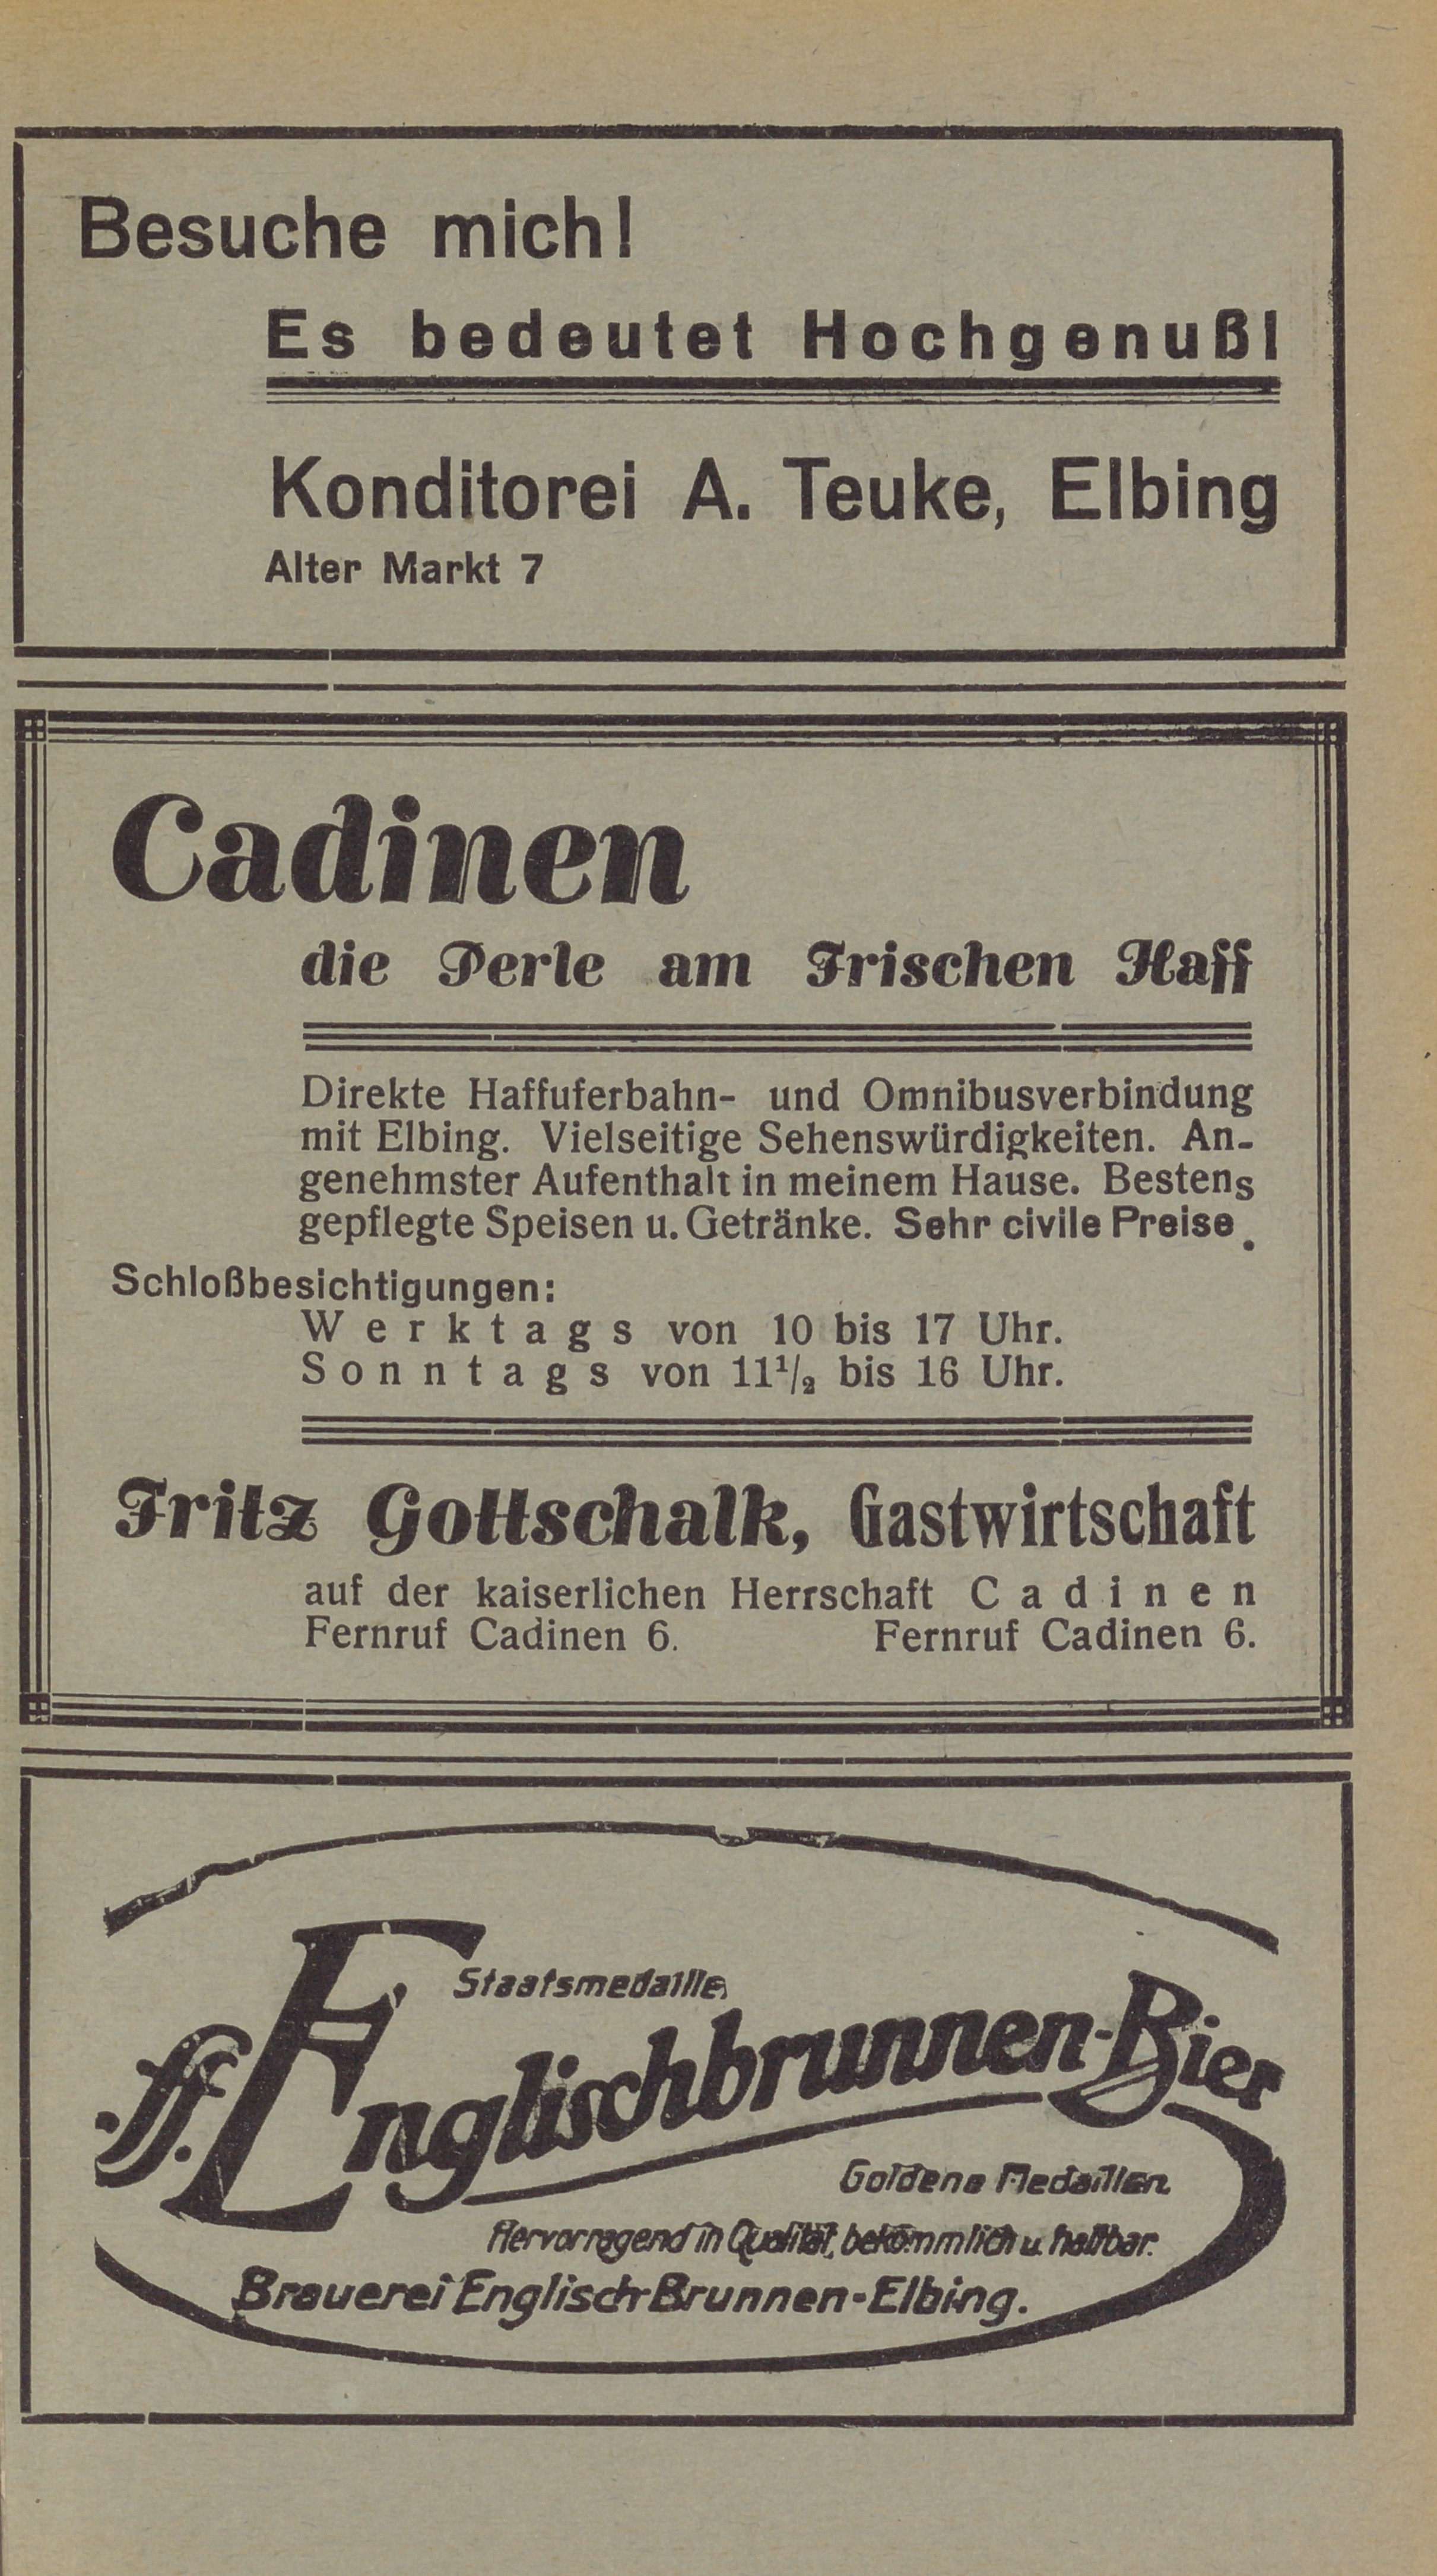 Besuche mich!
Es bedeutet Hochgenuß!
Konditorei A. Teuke, Elbing
Alter Markt 7
Cadinen
die Perle am Frischen Haff
Direkte Haffuferbahn- und Omnibusverbindung
mit Elbing. Vielseitige Sehenswürdigkeiten. An-
genehmster Aufenthalt in meinem Hause. Bestens
gepflegte Speisen u. Getränke. Sehr civile Preise.
Schloßbesichtigungen:
Werktags von 10 bis 17 Uhr.
Sonntags von 11½ bis 16 Uhr.
Fritz Gottschalk, Gastwirtschaft
auf der kaiserlichen Herrschaft Cadinen
Fernruf Cadinen 6. Fernruf Cadinen 6.
Staatsmedaille
ff. Englischbrunnen-Bier
Goldene Medaillen
Hervorragend in Qualität, bekömmlich u. haltbar.
Brauerei Englisch-Brunnen-Elbing.